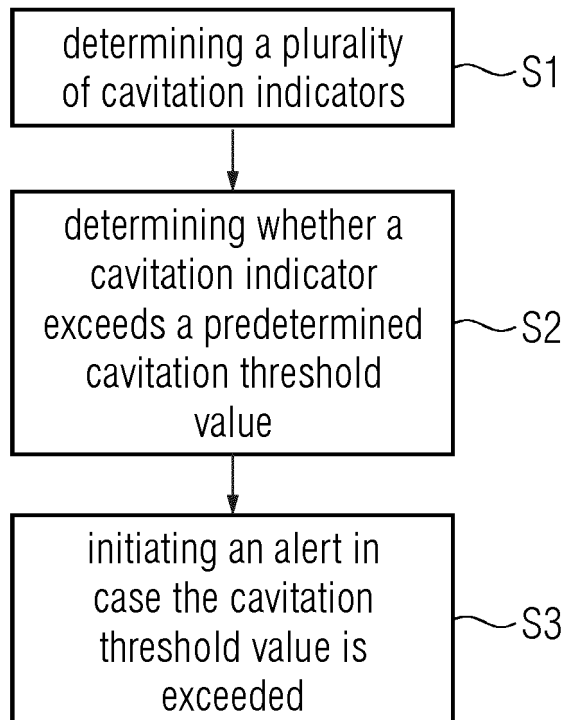 determining a plurality
of cavitation indicators
S1
determining whether a
cavitation indicator
exceeds a predetermined
cavitation threshold
value
S2
initiating an alert in
case the cavitation
threshold value is
exceeded
S3